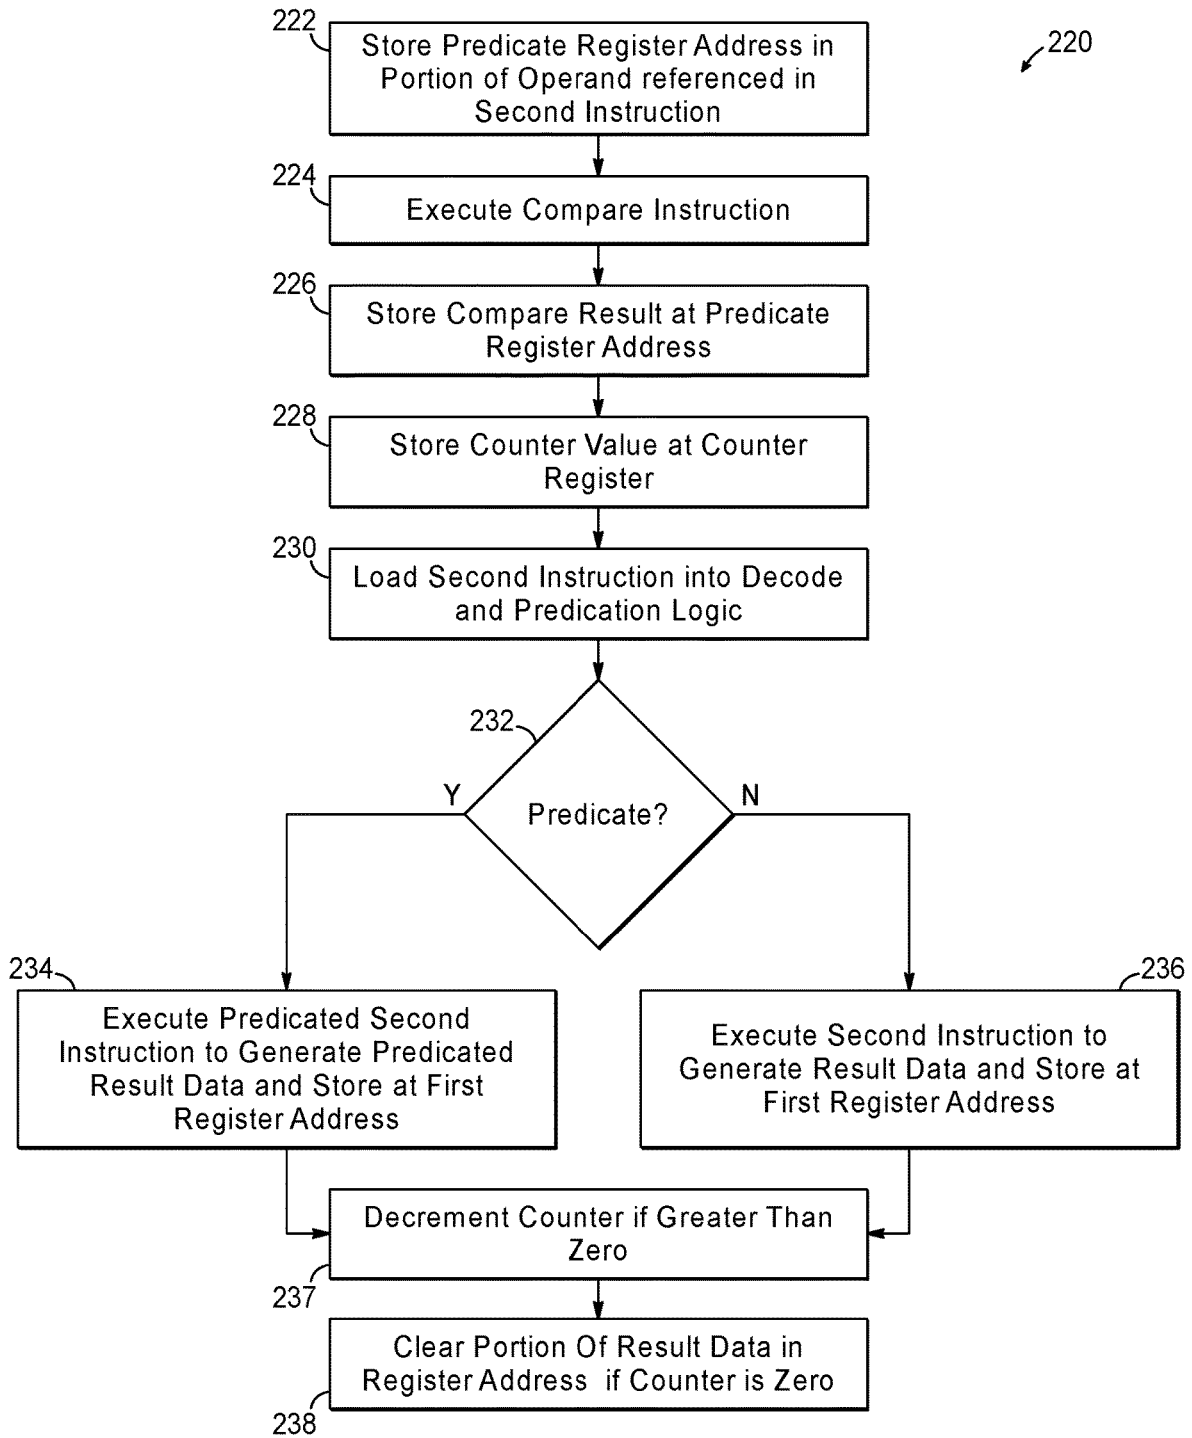 222
220
Store Predicate Register Address in
Portion of Operand referenced in
Second Instruction
224
Execute Compare Instruction
226
Store Compare Result at Predicate
Register Address
228
Store Counter Value at Counter
Register
230
Load Second Instruction into Decode
and Predication Logic
232
Predicate?
Y
N
234
Execute Predicated Second
Instruction to Generate Predicated
Result Data and Store at First
Register Address
236
Execute Second Instruction to
Generate Result Data and Store at
First Register Address
Decrement Counter if Greater Than
Zero
237
Clear Portion Of Result Data in
Register Address if Counter is Zero
238